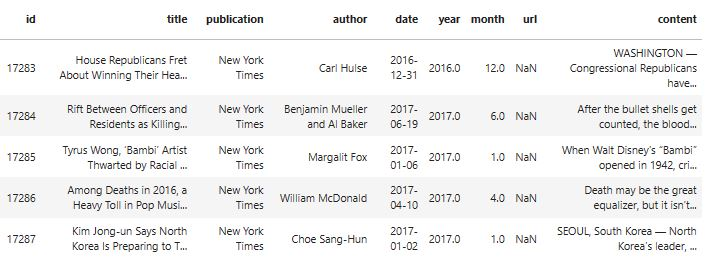 id title publication author date year month url content
17283 House Republicans Fret About Winning Their Hea... New York Times Carl Hulse 2016-12-31 2016.0 12.0 NaN WASHINGTON — Congressional Republicans have...
17284 Rift Between Officers and Residents as Killing... New York Times Benjamin Mueller and Al Baker 2017-06-19 2017.0 6.0 NaN After the bullet shells get counted, the blood...
17285 Tyrus Wong, ‘Bambi’ Artist Thwarted by Racial ... New York Times Margalit Fox 2017-01-06 2017.0 1.0 NaN When Walt Disney’s “Bambi” opened in 1942, cri...
17286 Among Deaths in 2016, a Heavy Toll in Pop Musi... New York Times William McDonald 2017-04-10 2017.0 4.0 NaN Death may be the great equalizer, but it isn’t...
17287 Kim Jong-un Says North Korea Is Preparing to T... New York Times Choe Sang-Hun 2017-01-02 2017.0 1.0 NaN SEOUL, South Korea — North Korea’s leader, ...